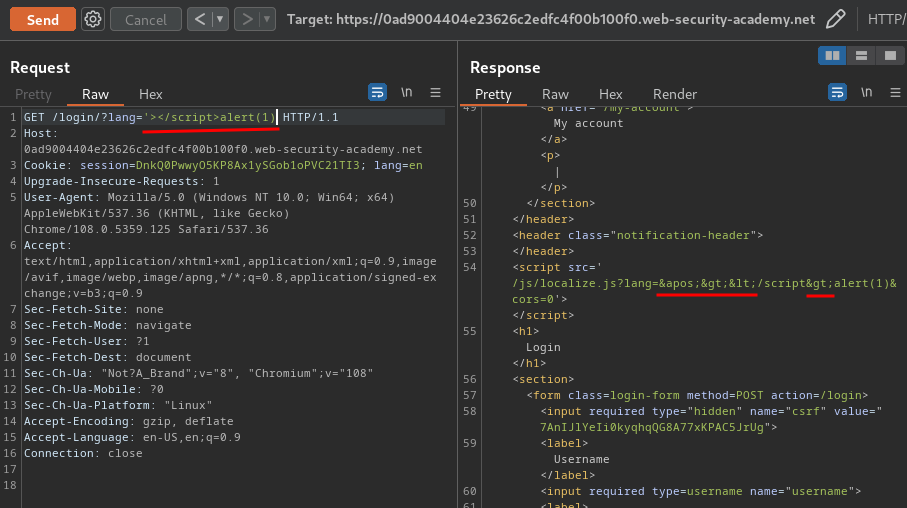 Send Cancel < > Target: https://0ad9004404e23626c2edfc4f00b100f0.web-security-academy.net HTTP/
Request
Pretty Raw Hex \n
1 GET /login/?lang='></script>alert(1) HTTP/1.1
2 Host:
0ad9004404e23626c2edfc4f00b100f0.web-security-academy.net
3 Cookie: session=DnkQ0PwwyO5KP8Ax1ySGob1oPVC21TI3; lang=en
4 Upgrade-Insecure-Requests: 1
5 User-Agent: Mozilla/5.0 (Windows NT 10.0; Win64; x64)
AppleWebKit/537.36 (KHTML, like Gecko)
Chrome/108.0.5359.125 Safari/537.36
6 Accept:
text/html,application/xhtml+xml,application/xml;q=0.9,image
/avif,image/webp,image/apng,*/*;q=0.8,application/signed-ex
change;v=b3;q=0.9
7 Sec-Fetch-Site: none
8 Sec-Fetch-Mode: navigate
9 Sec-Fetch-User: ?1
10 Sec-Fetch-Dest: document
11 Sec-Ch-Ua: "Not?A_Brand";v="8", "Chromium";v="108"
12 Sec-Ch-Ua-Mobile: ?0
13 Sec-Ch-Ua-Platform: "Linux"
14 Accept-Encoding: gzip, deflate
15 Accept-Language: en-US,en;q=0.9
16 Connection: close
17
18
Response
Pretty Raw Hex Render \n
49 <a href="/my-account">
My account
</a>
<p>
|
</p>
50 </section>
51 </header>
52 <header class="notification-header">
53 </header>
54 <script src='
/js/localize.js?lang=&apos;&gt;&lt;/script&gt;alert(1)&
cors=0'>
</script>
55 <h1>
Login
</h1>
56 <section>
57 <form class=login-form method=POST action=/login>
58 <input required type="hidden" name="csrf" value="
7AnIJlYeIi0kyqhqQG8A77xKPAC5JrUg">
59 <label>
Username
</label>
60 <input required type=username name="username">
61 <label>